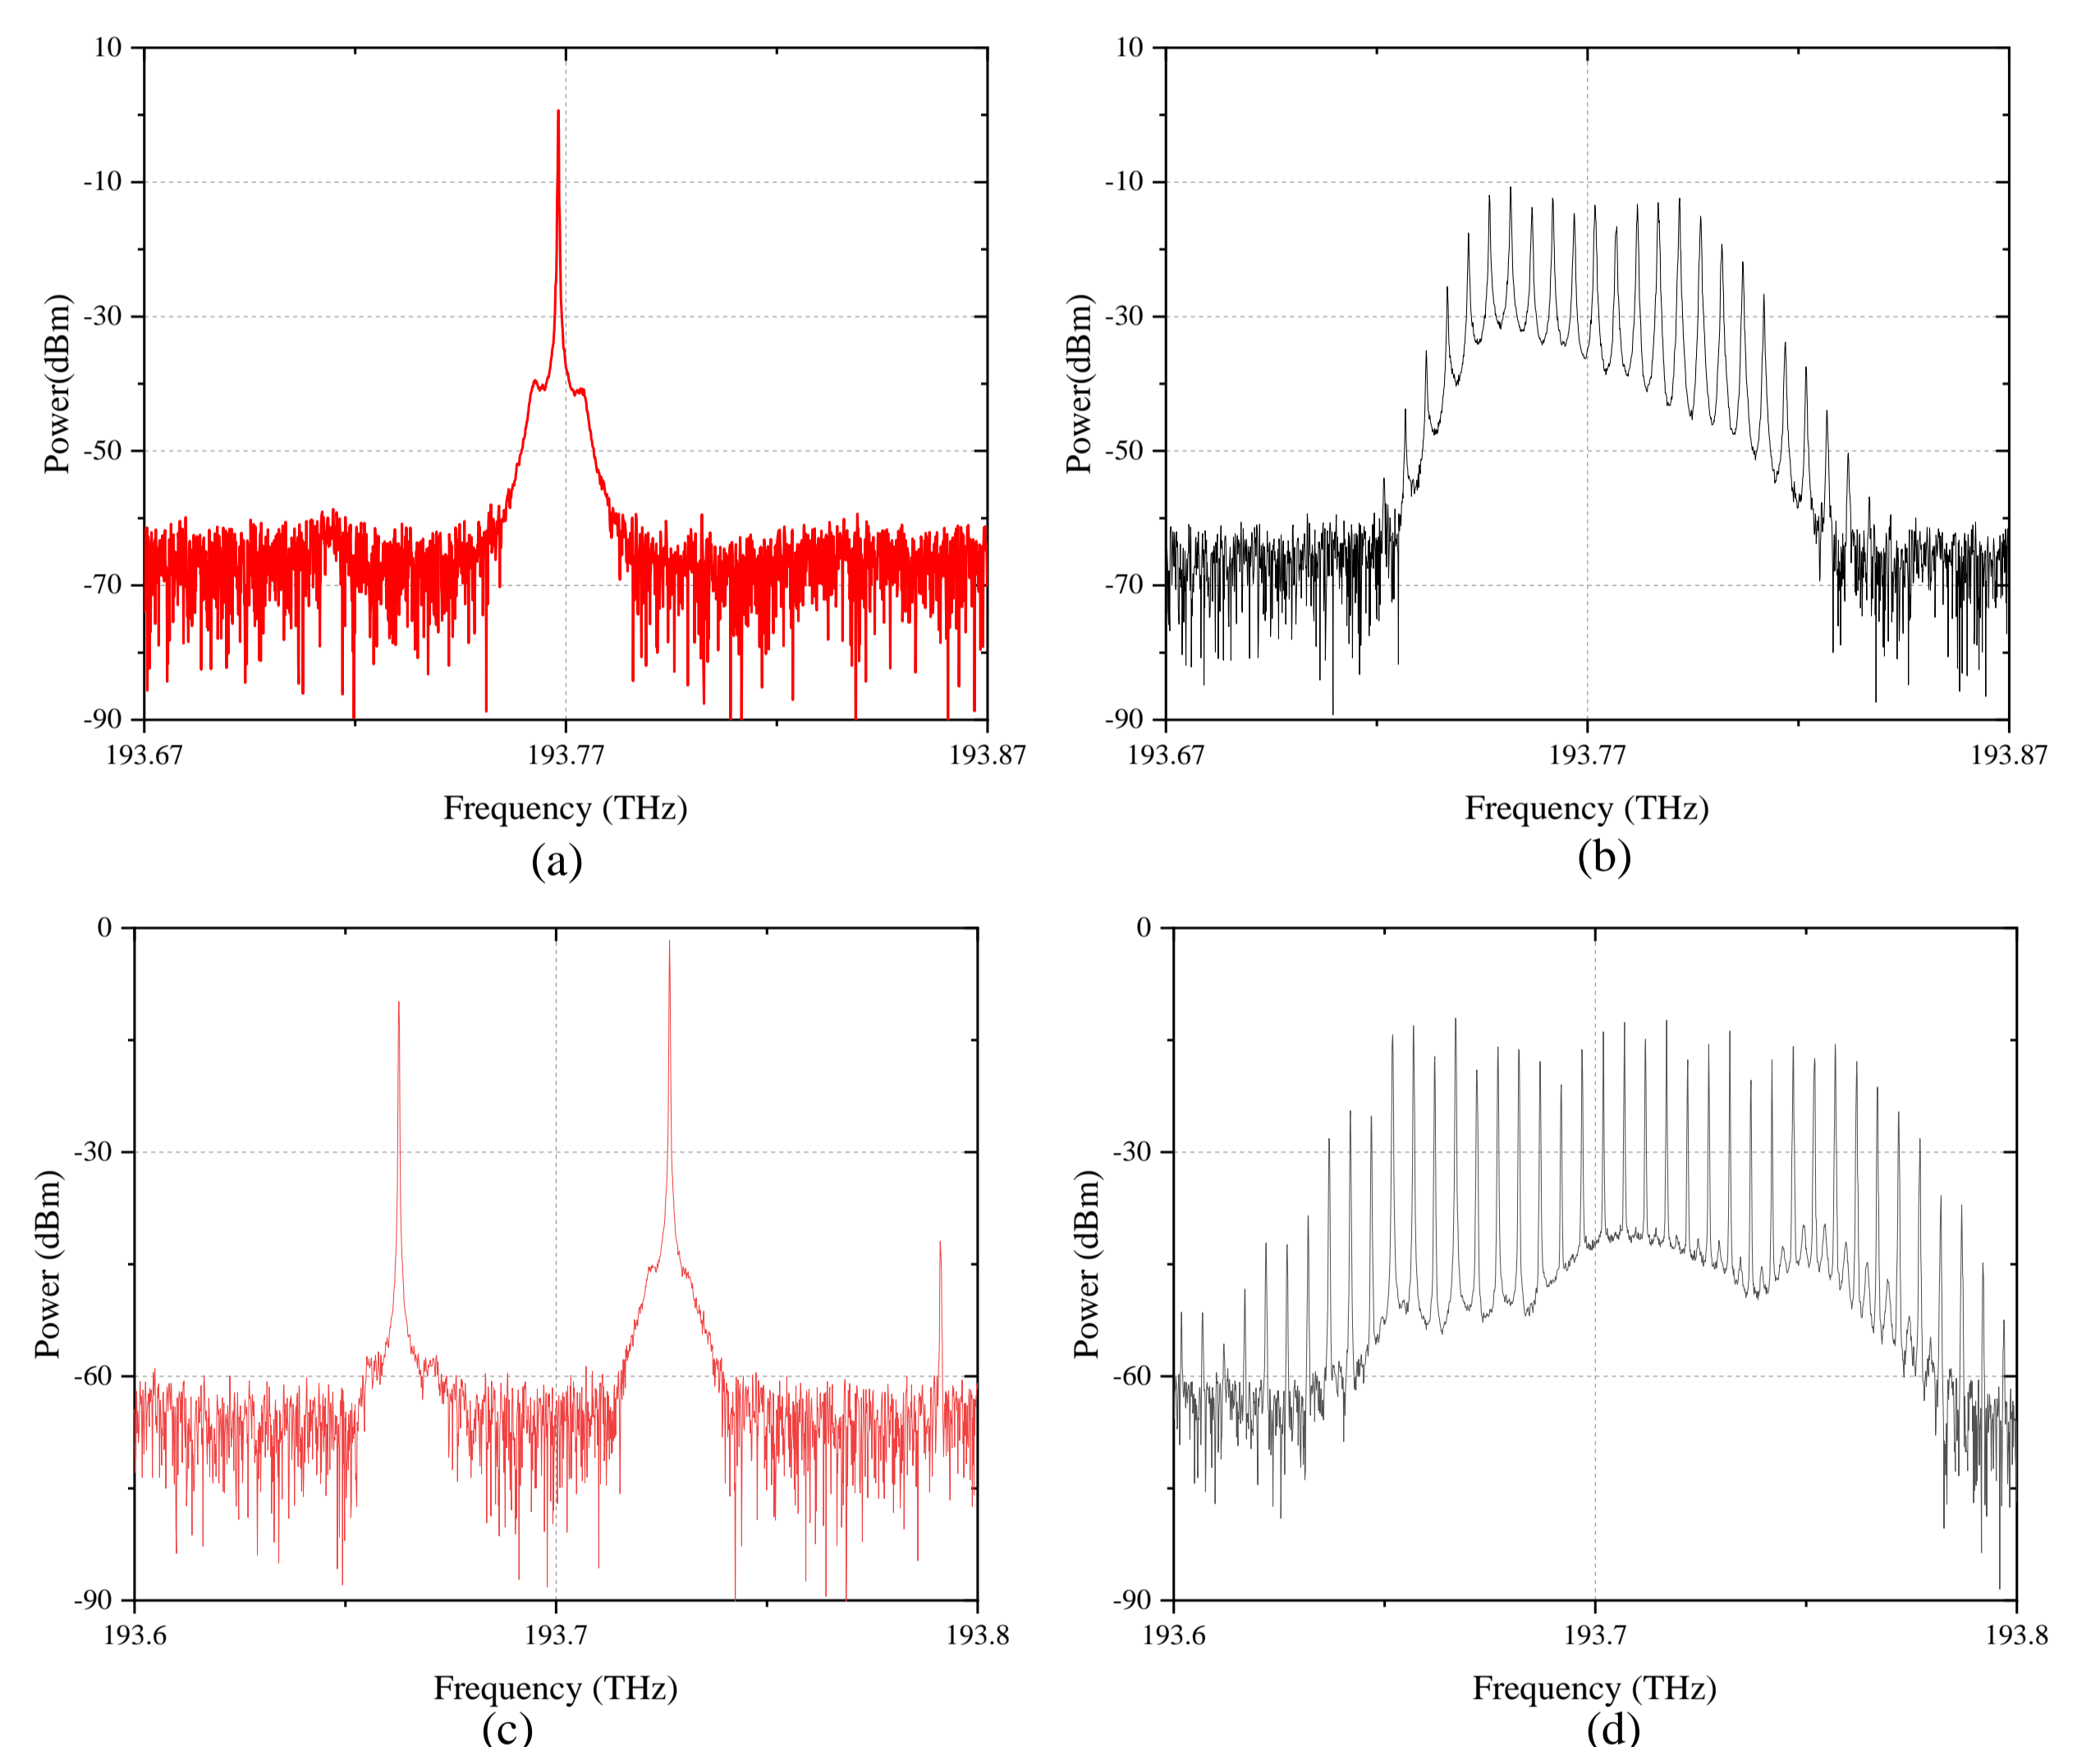 10
-10
-30
-50
-70
-90
Power(dBm)
193.67
193.77
193.87
Frequency (THz)
(a)
10
-10
-30
-50
-70
-90
Power(dBm)
193.67
193.77
193.87
Frequency (THz)
(b)
0
-30
-60
-90
Power (dBm)
193.6
193.7
193.8
Frequency (THz)
(c)
0
-30
-60
-90
Power (dBm)
193.6
193.7
193.8
Frequency (THz)
(d)